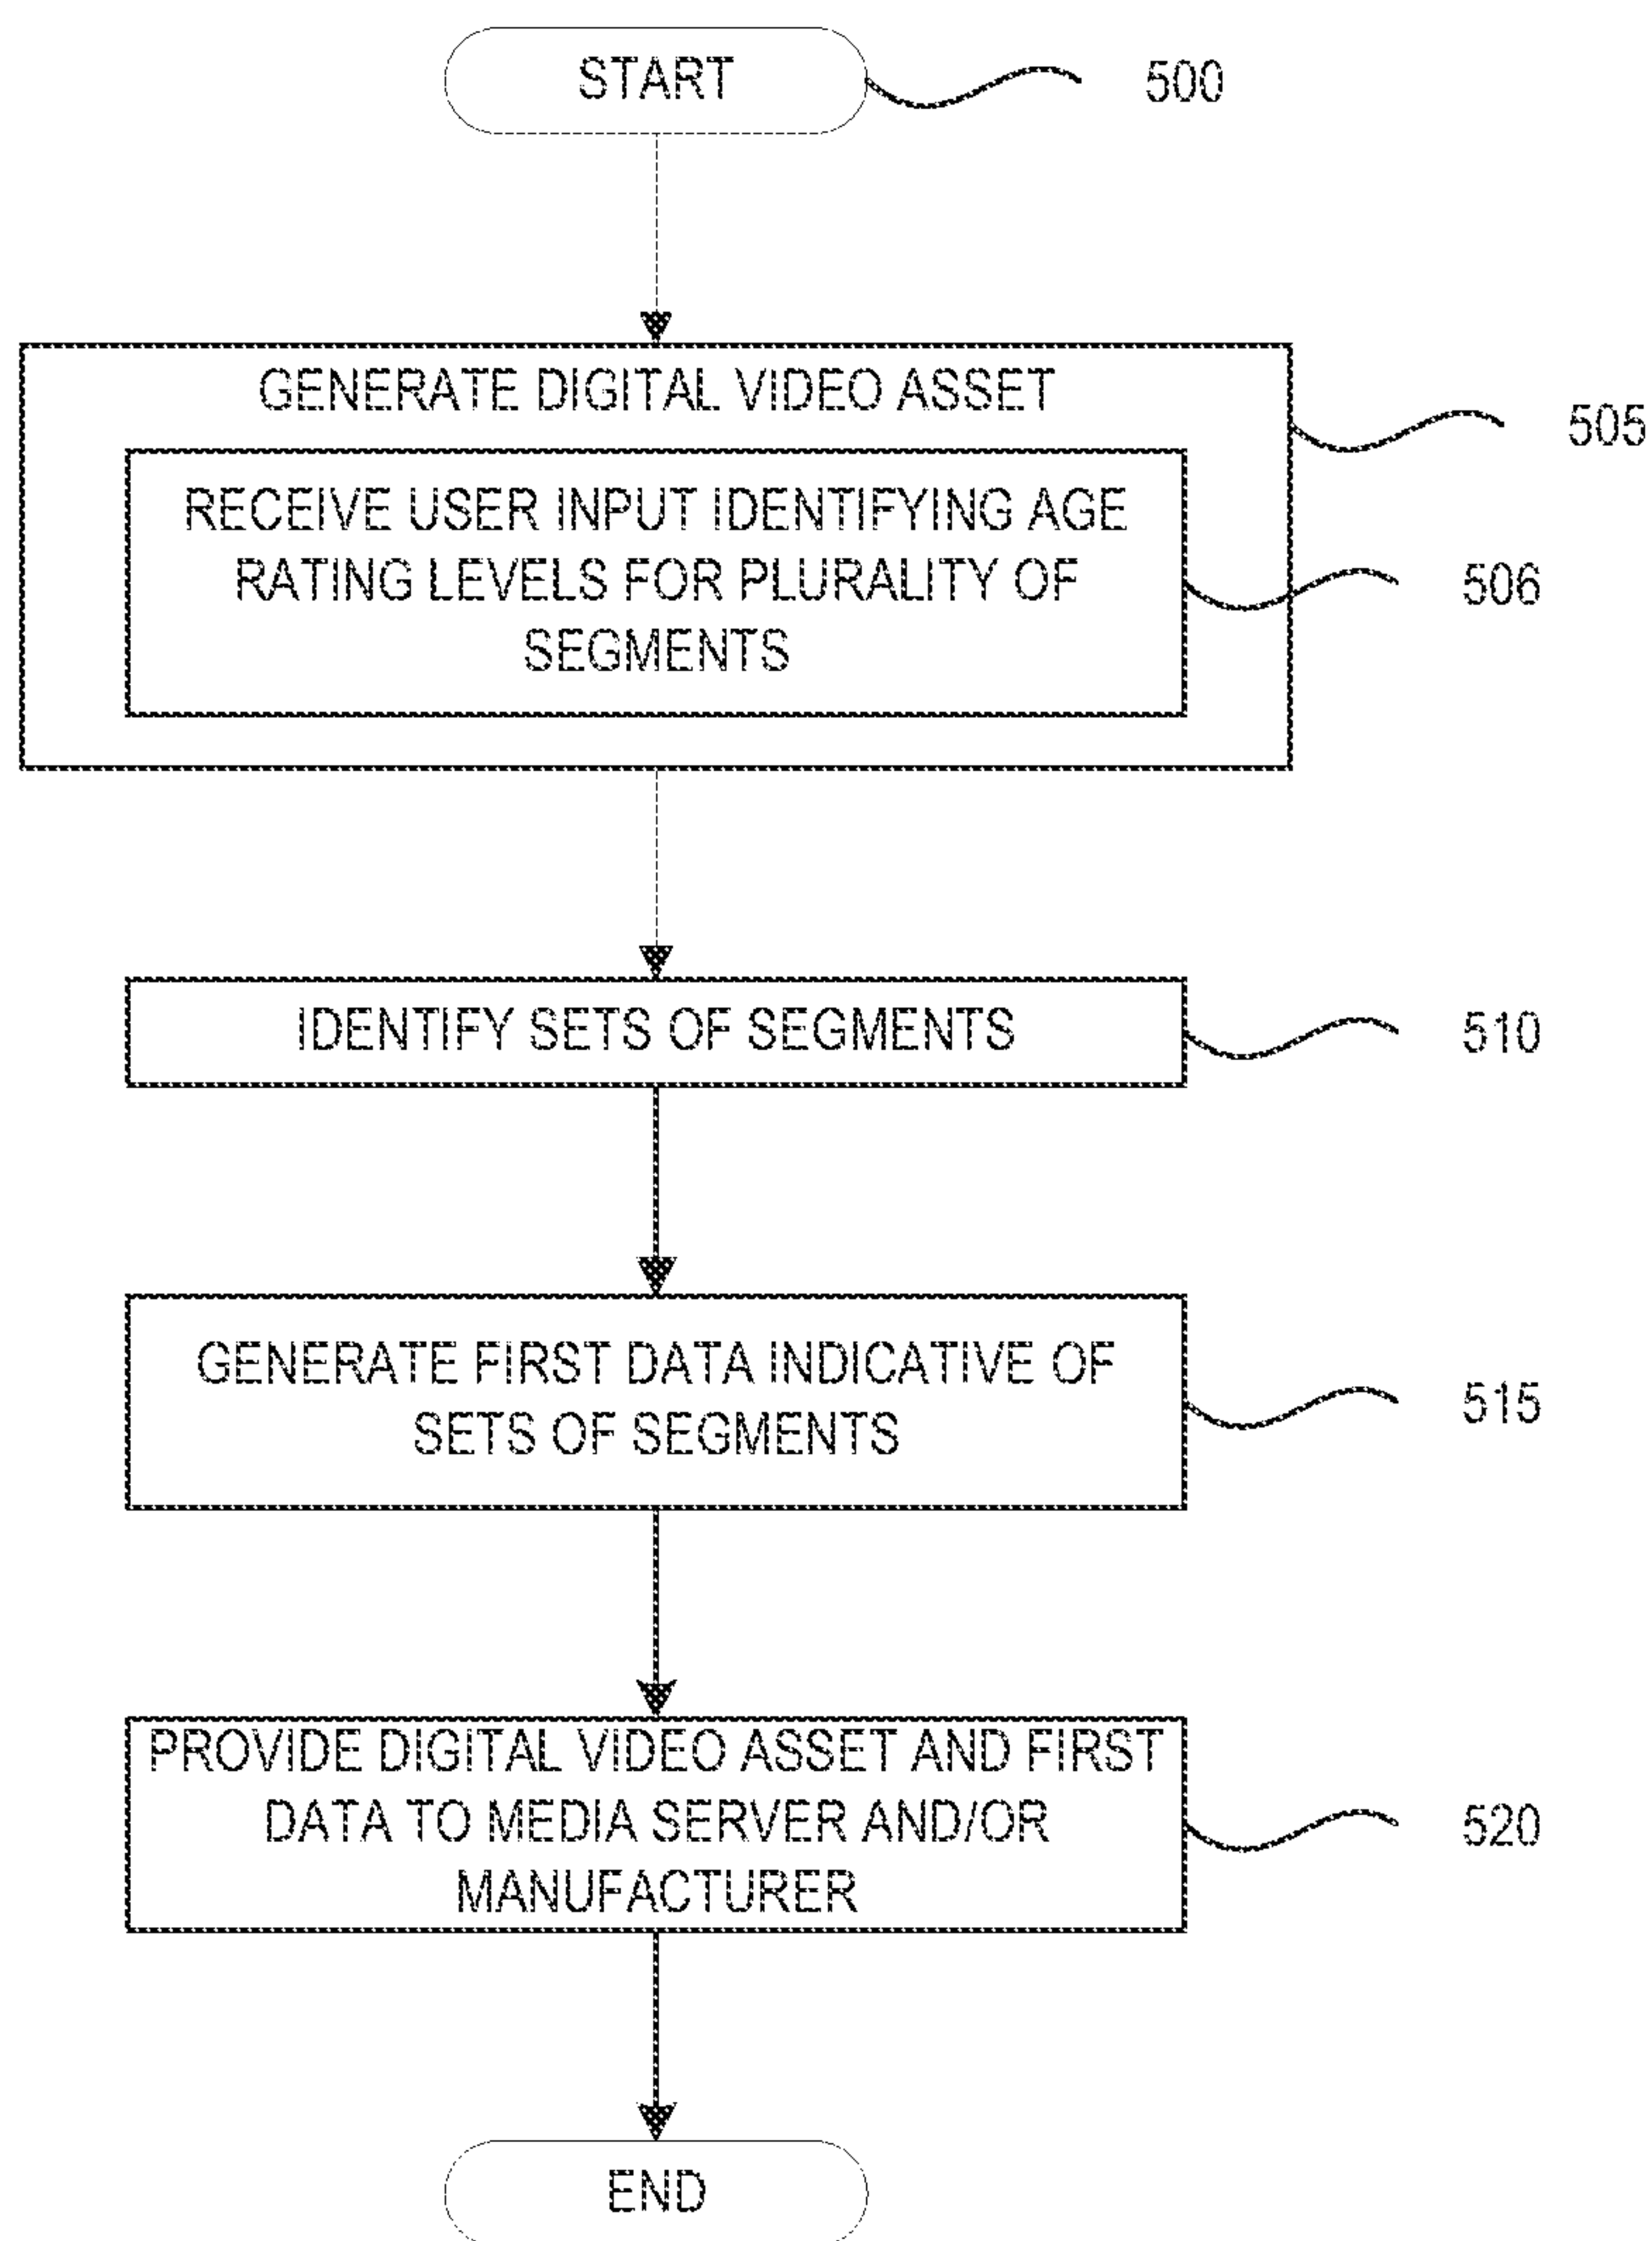 START
500
GENERATE DIGITAL VIDEO ASSET
505
RECEIVE USER INPUT IDENTIFYING AGE
RATING LEVELS FOR PLURALITY OF
SEGMENTS
506
IDENTIFY SETS OF SEGMENTS
510
GENERATE FIRST DATA INDICATIVE OF
SETS OF SEGMENTS
515
PROVIDE DIGITAL VIDEO ASSET AND FIRST
DATA TO MEDIA SERVER AND/OR
MANUFACTURER
520
END